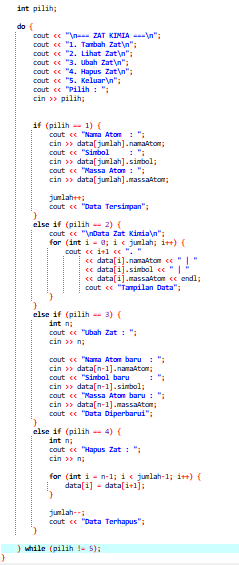 int pilih;
do {
cout << "\n=== ZAT KIMIA ===\n";
cout << "1. Tambah Zat\n";
cout << "2. Lihat Zat\n";
cout << "3. Ubah Zat\n";
cout << "4. Hapus Zat\n";
cout << "5. Keluar\n";
cout << "Pilih : ";
cin >> pilih;
if (pilih == 1) {
cout << "Nama Atom  : ";
cin >> data[jumlah].namaAtom;
cout << "Simbol     : ";
cin >> data[jumlah].simbol;
cout << "Massa Atom : ";
cin >> data[jumlah].massaAtom;
jumlah++;
cout << "Data Tersimpan";
}
else if (pilih == 2) {
cout << "\nData Zat Kimia\n";
for (int i = 0; i < jumlah; i++) {
cout << i+1 << ". "
<< data[i].namaAtom << " | "
<< data[i].simbol << " | "
<< data[i].massaAtom << endl;
cout << "Tampilan Data";
}
}
else if (pilih == 3) {
int n;
cout << "Ubah Zat : ";
cin >> n;
cout << "Nama Atom baru  : ";
cin >> data[n-1].namaAtom;
cout << "Simbol baru     : ";
cin >> data[n-1].simbol;
cout << "Massa Atom baru : ";
cin >> data[n-1].massaAtom;
cout << "Data Diperbarui";
}
else if (pilih == 4) {
int n;
cout << "Hapus Zat : ";
cin >> n;
for (int i = n-1; i < jumlah-1; i++) {
data[i] = data[i+1];
}
jumlah--;
cout << "Data Terhapus";
}
} while (pilih != 5);
}